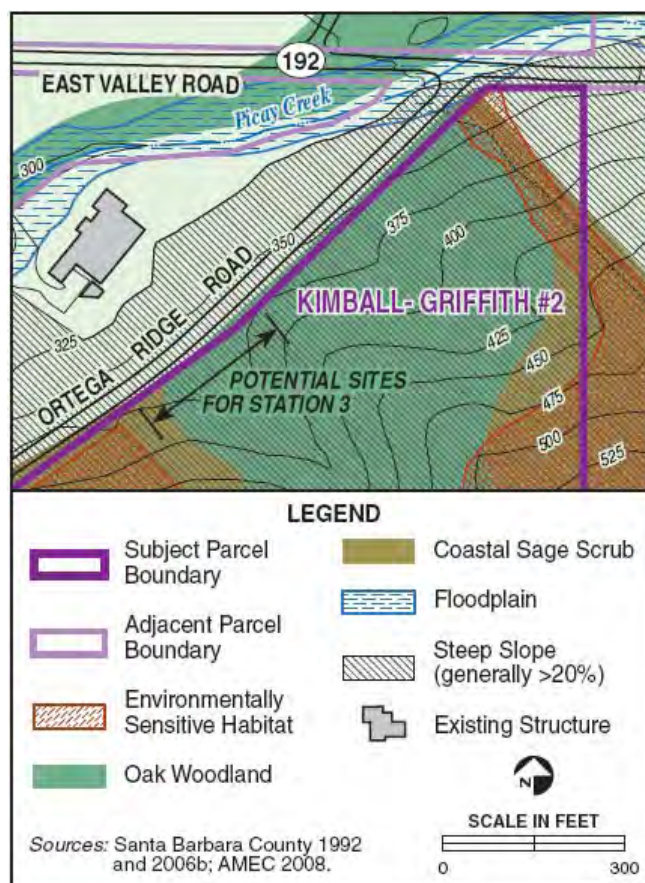 192
EAST VALLEY ROAD
Picay Creek
300
375
350
400
KIMBALL- GRIFFITH #2
ORTEGA RIDGE ROAD
325
425
450
POTENTIAL SITES
FOR STATION 3
475
500
525
LEGEND
Subject Parcel
Boundary
Adjacent Parcel
Boundary
Environmentally
Sensitive Habitat
Oak Woodland
Coastal Sage Scrub
Floodplain
Steep Slope
(generally >20%)
Existing Structure
N
SCALE IN FEET
0 300
Sources: Santa Barbara County 1992
and 2006b; AMEC 2008.